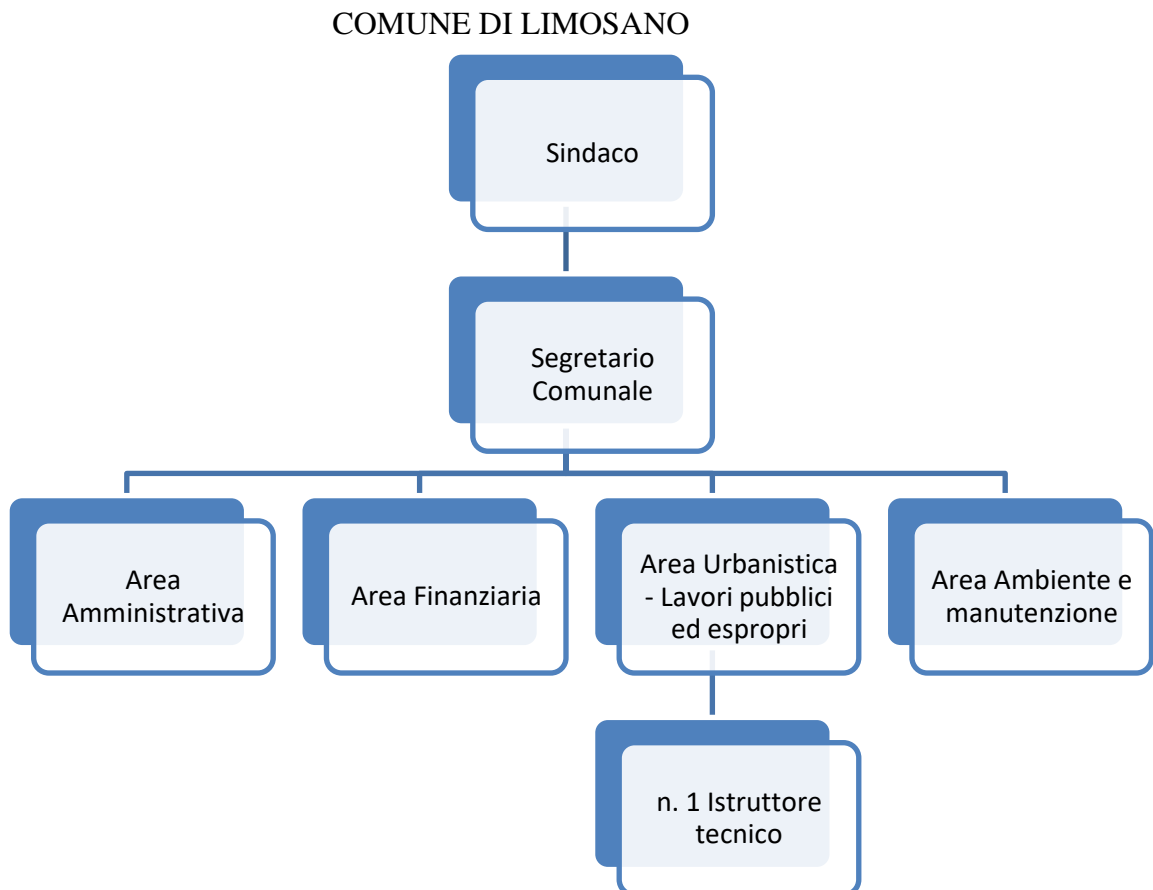 COMUNE DI LIMOSANO
Sindaco
Segretario
Comunale
Area
Amministrativa
Area Finanziaria
Area Urbanistica
- Lavori pubblici
ed espropri
Area Ambiente e
manutenzione
n. 1 Istruttore
tecnico